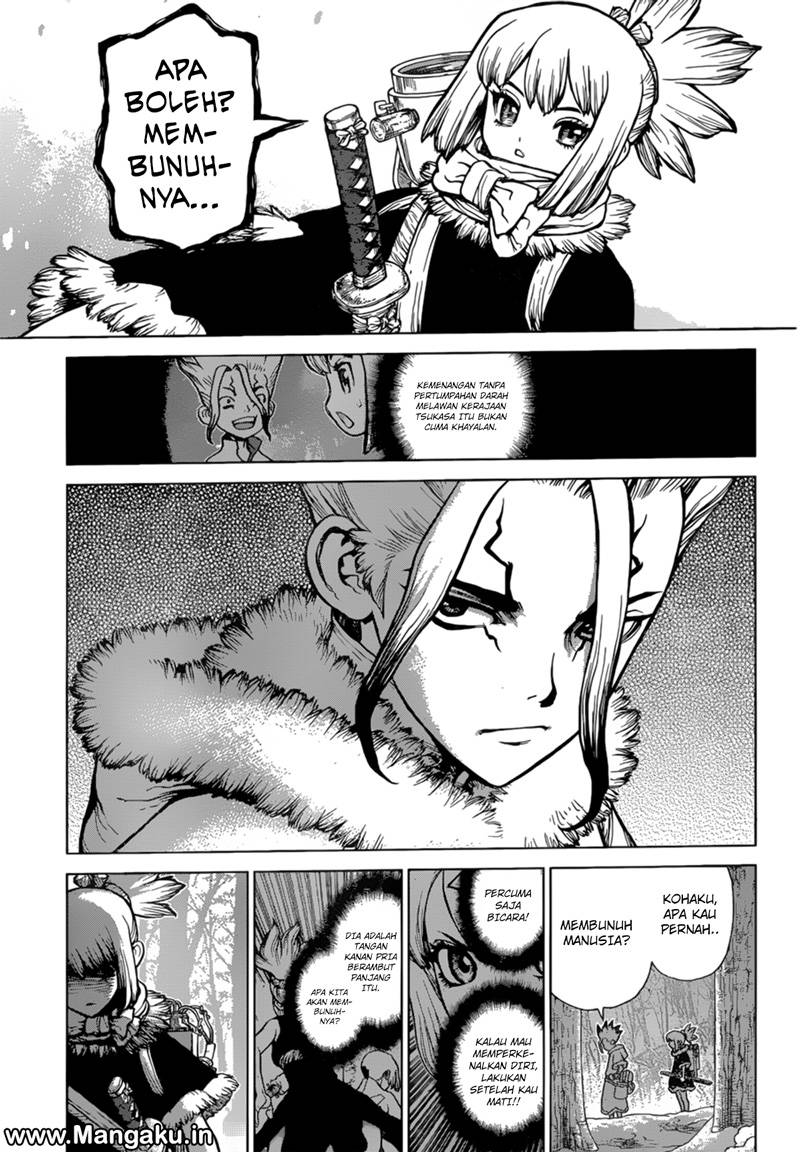 APA
BOLEH?
MEM-
BUNUH-
NYA...
KEMENANGAN TANPA
PERTUMPAHAN DARAH
MELAWAN KERAJAAN
TSUKASA ITU BUKAN
CUMA KHAYALAN.
KOHAKU,
APA KAU
PERNAH..
MEMBUNUH
MANUSIA?
PERCUMA
SAJA
BICARA!
KALAU MAU
MEMPERKE-
NALKAN DIRI,
LAKUKAN
SETELAH KAU
MATI!!
DIA ADALAH
TANGAN
KANAN PRIA
BERAMBUT
PANJANG
ITU.
APA KITA
AKAN MEM-
BUNUH-
NYA?
www.Mangaku.in